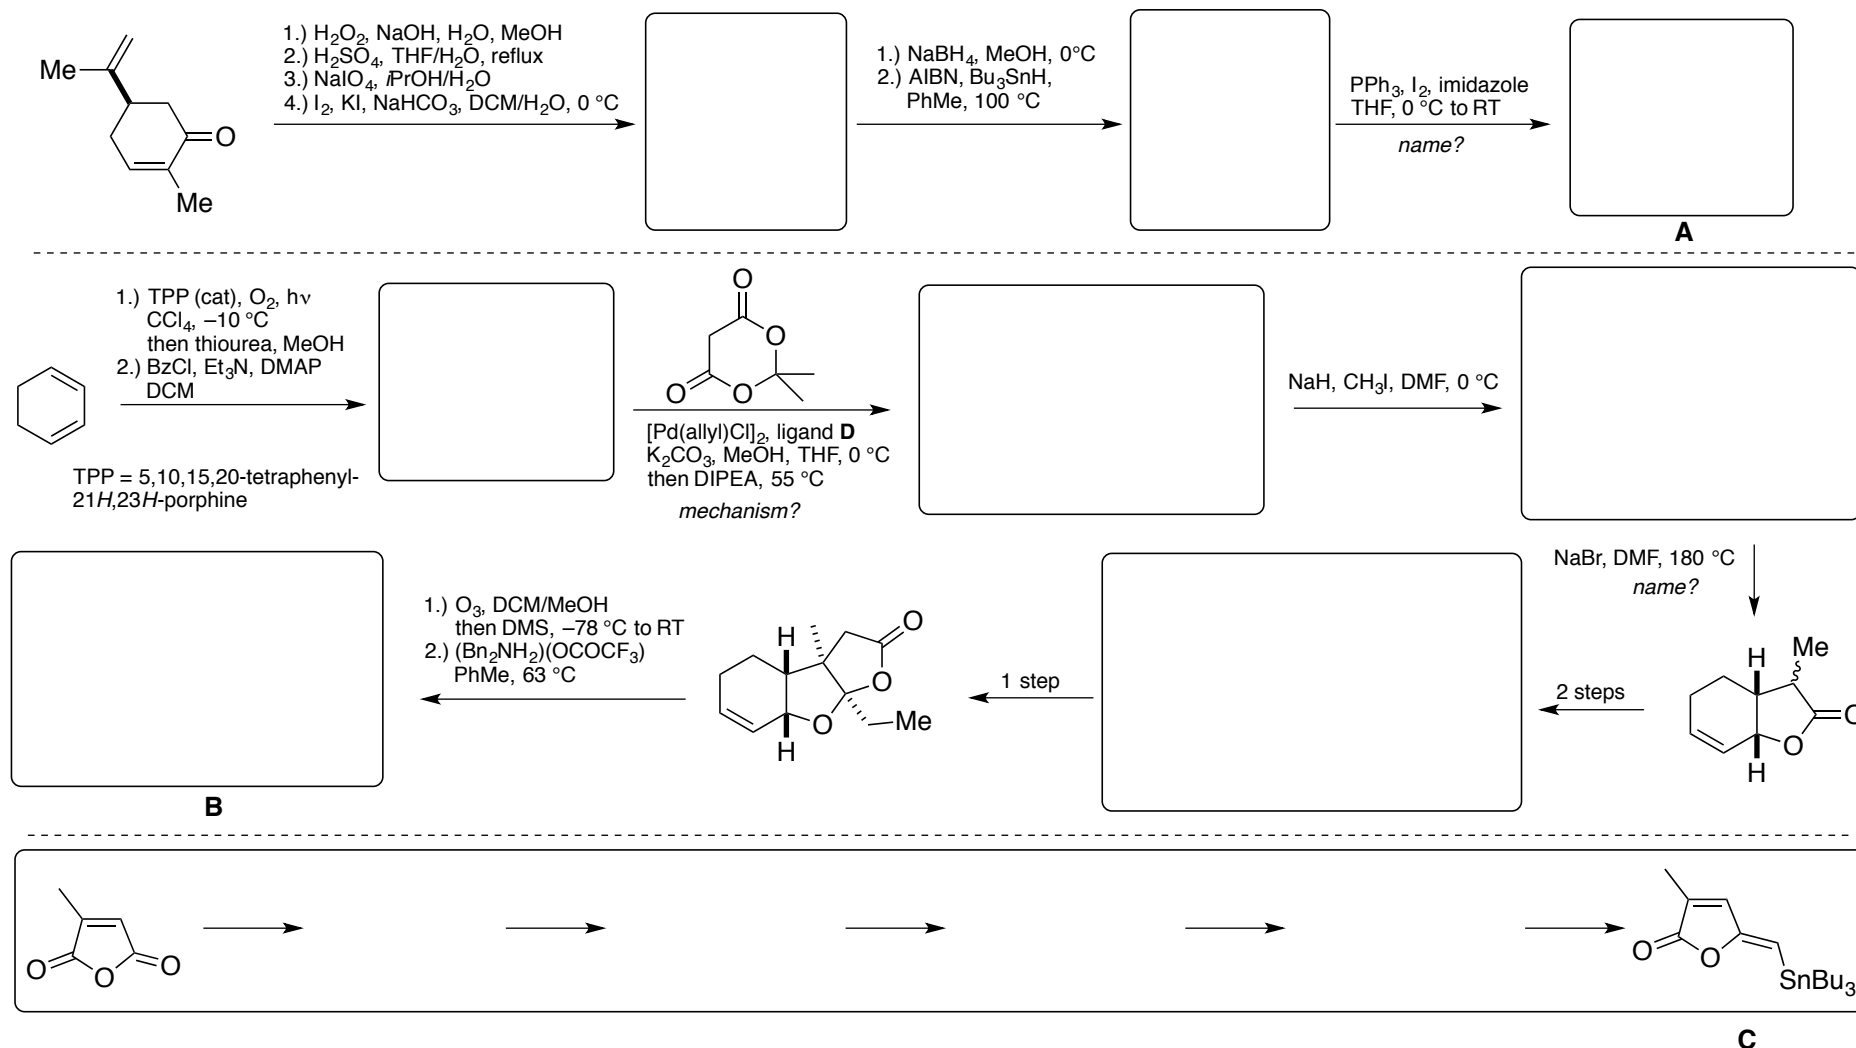 Me
O
Me
1.) H2O2, NaOH, H2O, MeOH
2.) H2SO4, THF/H2O, reflux
3.) NaIO4, iPrOH/H2O
4.) I2, KI, NaHCO3, DCM/H2O, 0 °C
1.) NaBH4, MeOH, 0°C
2.) AIBN, Bu3SnH,
PhMe, 100 °C
PPh3, I2, imidazole
THF, 0 °C to RT
name?
A
1.) TPP (cat), O2, hν
CCl4, –10 °C
then thiourea, MeOH
2.) BzCl, Et3N, DMAP
DCM
TPP = 5,10,15,20-tetraphenyl-
21H,23H-porphine
O
O
O
O
[Pd(allyl)Cl]2, ligand D
K2CO3, MeOH, THF, 0 °C
then DIPEA, 55 °C
mechanism?
NaH, CH3I, DMF, 0 °C
NaBr, DMF, 180 °C
name?
H
Me
O
O
H
2 steps
1 step
H
O
O
O
Me
H
1.) O3, DCM/MeOH
then DMS, –78 °C to RT
2.) (Bn2NH2)(OCOCF3)
PhMe, 63 °C
B
O
O
O
O
O
SnBu3
C